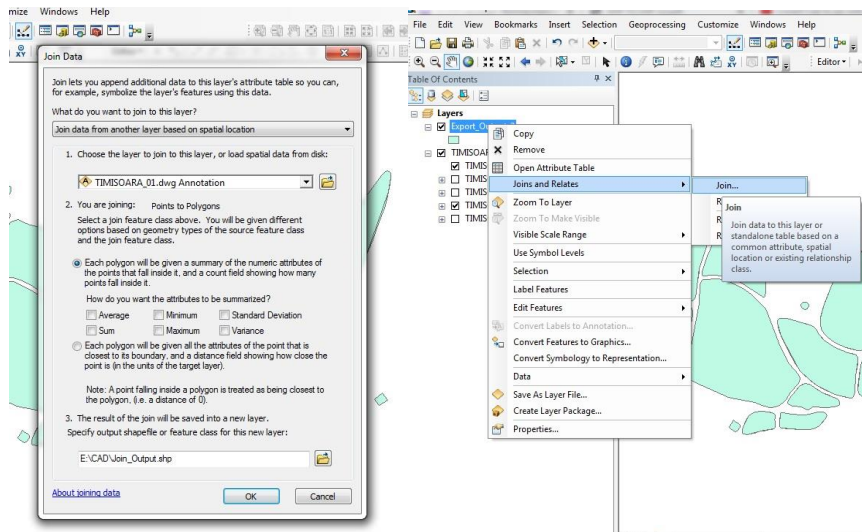 mize Windows Help
Join Data
Join lets you append additional data to this layer's attribute table so you can,
for example, symbolize the layer's features using this data.
What do you want to join to this layer?
Join data from another layer based on spatial location
1. Choose the layer to join to this layer, or load spatial data from disk:
TIMISOARA_01.dwg Annotation
2. You are joining: Points to Polygons
Select a join feature class above. You will be given different
options based on geometry types of the source feature class
and the join feature class.
Each polygon will be given a summary of the numeric attributes of
the points that fall inside it, and a count field showing how many
points fall inside it.
How do you want the attributes to be summarized?
Average Minimum Standard Deviation
Sum Maximum Variance
Each polygon will be given all the attributes of the point that is
closest to its boundary, and a distance field showing how close the
point is (in the units of the target layer).
Note: A point falling inside a polygon is treated as being closest to
the polygon, (i.e. a distance of 0).
3. The result of the join will be saved into a new layer.
Specify output shapefile or feature class for this new layer:
E:\CAD\Join_Output.shp
About joining data OK Cancel
File Edit View Bookmarks Insert Selection Geoprocessing Customize Windows Help
Editor
Table Of Contents
Layers
Export_Ou
TIMISOAR
TIMIS
TIMIS
TIMIS
TIMIS
TIMIS
Copy
Remove
Open Attribute Table
Joins and Relates
Zoom To Layer
Zoom To Make Visible
Visible Scale Range
Use Symbol Levels
Selection
Label Features
Edit Features
Convert Labels to Annotation...
Convert Features to Graphics...
Convert Symbology to Representation...
Data
Save As Layer File...
Create Layer Package...
Properties...
Join...
R
R
R
Join
Join data to this layer or
standalone table based on a
common attribute, spatial
location or existing relationship
class.